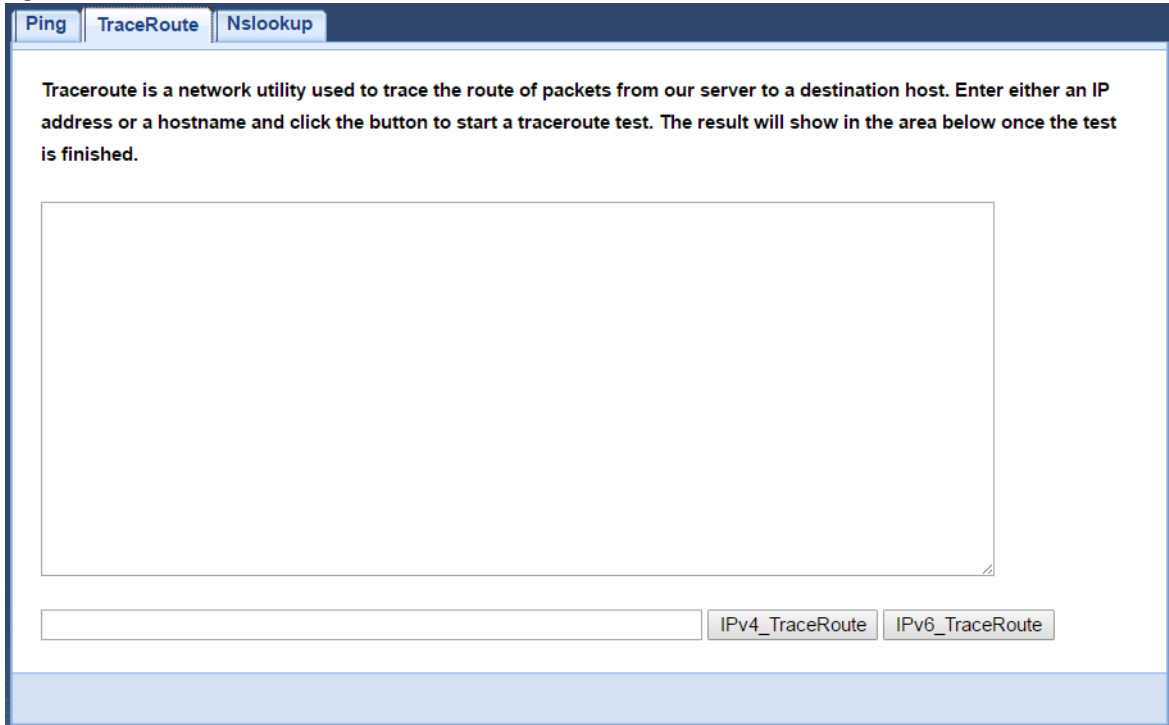 Ping TraceRoute Nslookup
Traceroute is a network utility used to trace the route of packets from our server to a destination host. Enter either an IP
address or a hostname and click the button to start a traceroute test. The result will show in the area below once the test
is finished.
IPv4_TraceRoute IPv6_TraceRoute